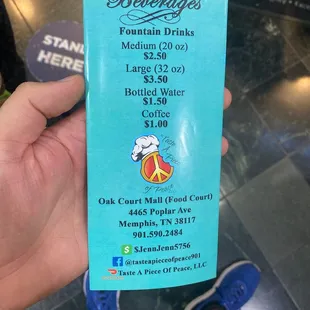 Beverages
Fountain Drinks
Medium (20 oz)
$2.50
Large (32 oz)
$3.50
Bottled Water
$1.50
Coffee
$1.00
of Peace
Oak Court Mall (Food Court)
4465 Poplar Ave
Memphis, TN 38117
901.590.2484
$JennJenn5756
@tasteapieceofpeace901
Taste A Piece Of Peace, LLC
STAND
HERE